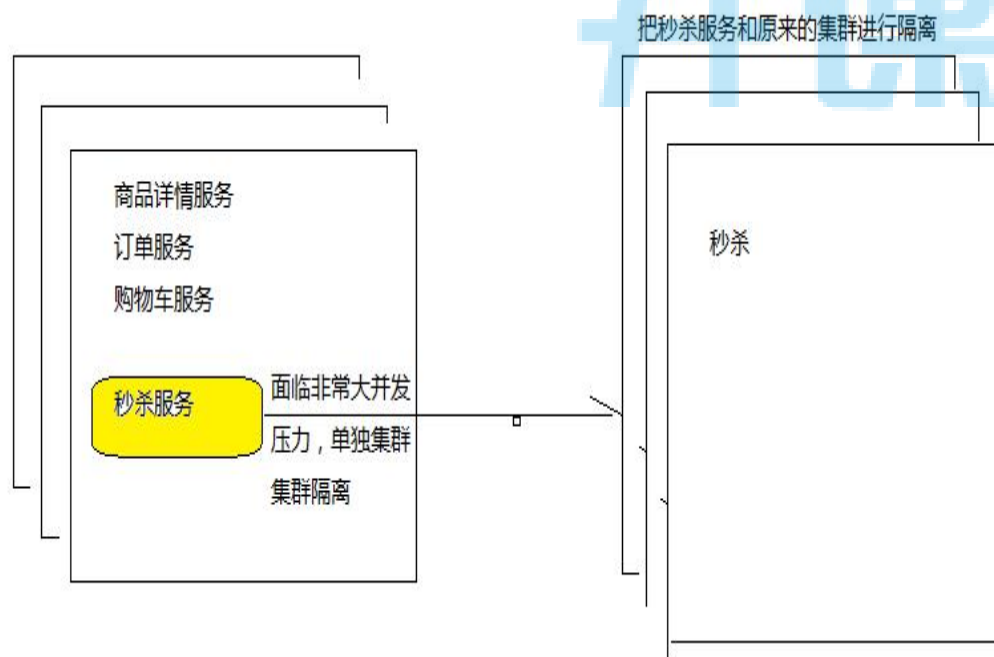 把秒杀服务和原来的集群进行隔离
商品详情服务
订单服务
购物车服务
秒杀服务
面临非常大并发
压力，单独集群
集群隔离
秒杀